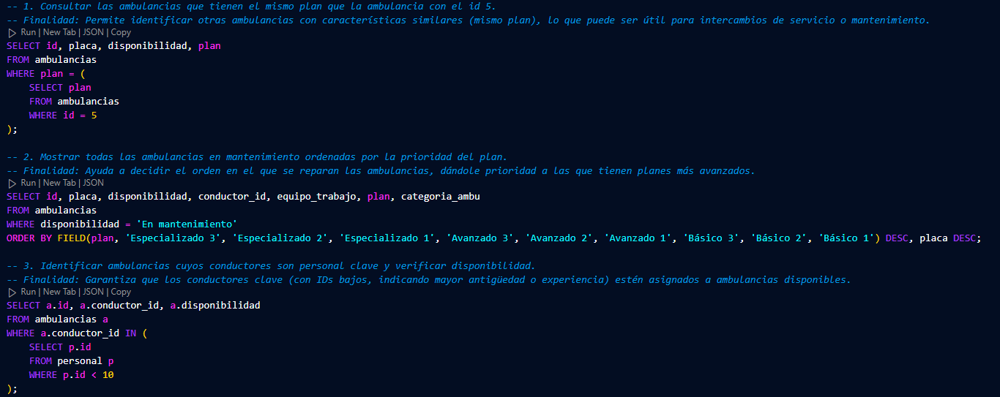 -- 1. Consultar las ambulancias que tienen el mismo plan que la ambulancia con el id 5.
-- Finalidad: Permite identificar otras ambulancias con características similares (mismo plan), lo que puede ser útil para intercambios de servicio o mantenimiento.
Run | New Tab | JSON | Copy
SELECT id, placa, disponibilidad, plan
FROM ambulancias
WHERE plan = (
    SELECT plan
    FROM ambulancias
    WHERE id = 5
);
-- 2. Mostrar todas las ambulancias en mantenimiento ordenadas por la prioridad del plan.
-- Finalidad: Ayuda a decidir el orden en el que se reparan las ambulancias, dándole prioridad a las que tienen planes más avanzados.
Run | New Tab | JSON
SELECT id, placa, disponibilidad, conductor_id, equipo_trabajo, plan, categoria_ambu
FROM ambulancias
WHERE disponibilidad = 'En mantenimiento'
ORDER BY FIELD(plan, 'Especializado 3', 'Especializado 2', 'Especializado 1', 'Avanzado 3', 'Avanzado 2', 'Avanzado 1', 'Básico 3', 'Básico 2', 'Básico 1') DESC, placa DESC;
-- 3. Identificar ambulancias cuyos conductores son personal clave y verificar disponibilidad.
-- Finalidad: Garantiza que los conductores clave (con IDs bajos, indicando mayor antigüedad o experiencia) estén asignados a ambulancias disponibles.
Run | New Tab | JSON | Copy
SELECT a.id, a.conductor_id, a.disponibilidad
FROM ambulancias a
WHERE a.conductor_id IN (
    SELECT p.id
    FROM personal p
    WHERE p.id < 10
);